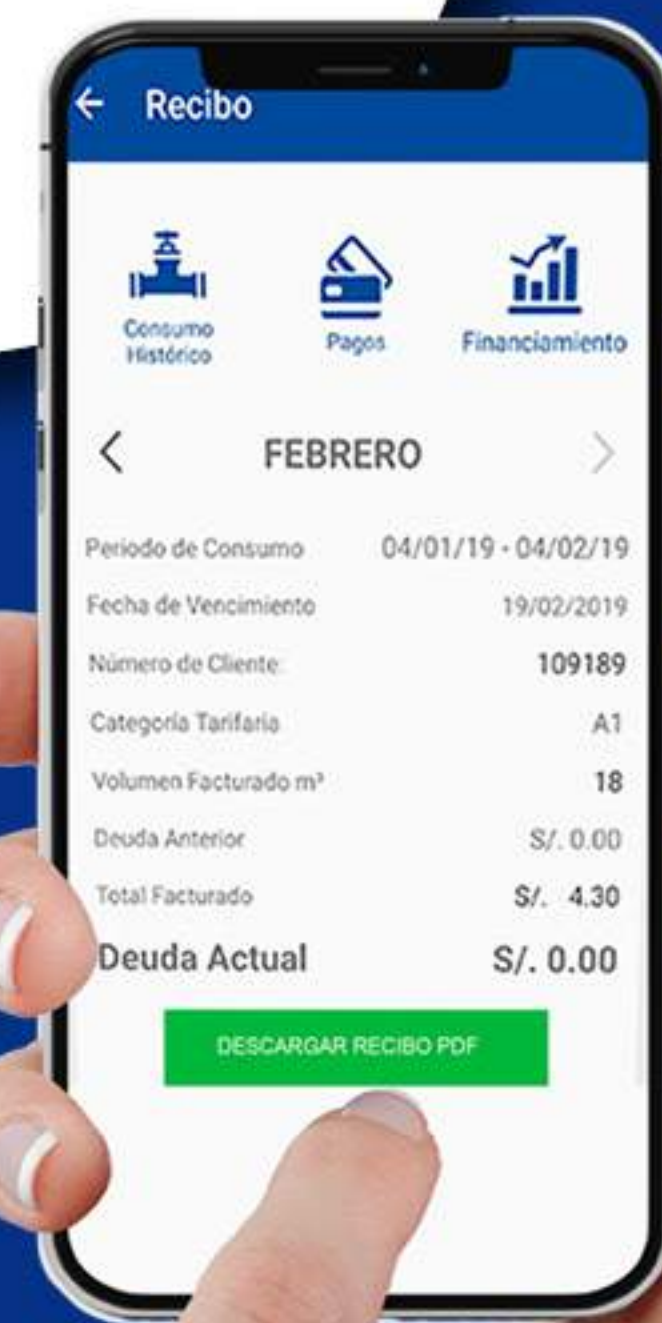 Recibo
Consumo Histórico
Pagos
Financiamiento
FEBRERO
Periodo de Consumo 04/01/19 - 04/02/19
Fecha de Vencimiento 19/02/2019
Número de Cliente: 109189
Categoría Tarifaria A1
Volumen Facturado m³ 18
Deuda Anterior S/. 0.00
Total Facturado S/. 4.30
Deuda Actual S/. 0.00
DESCARGAR RECIBO PDF